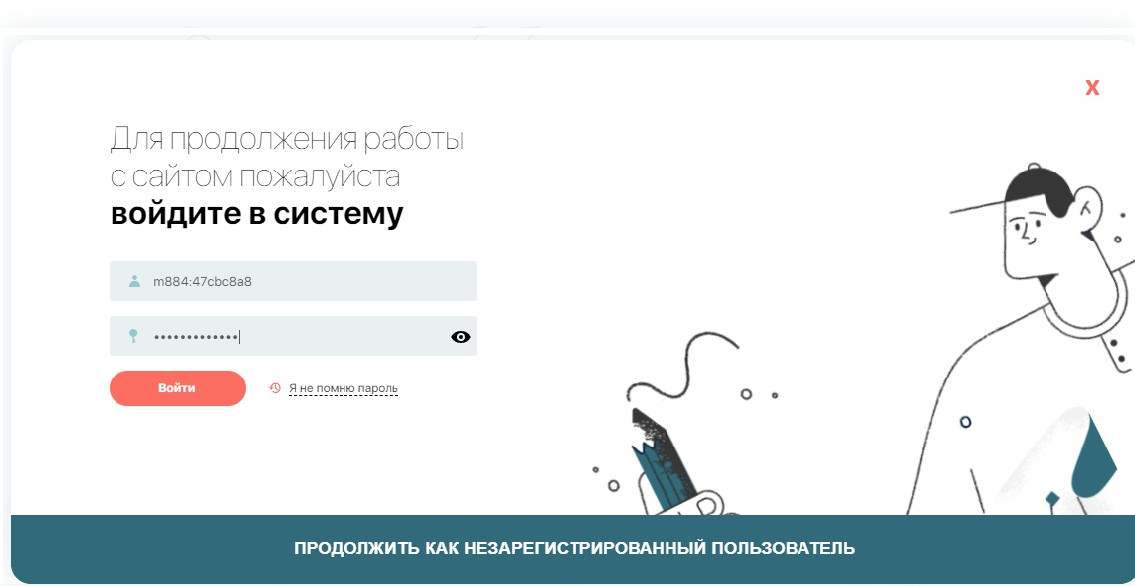 X
Для продолжения работы
с сайтом пожалуйста
войдите в систему
m884:47cbc8a8
•••••••••••••
Войти
Я не помню пароль
ПРОДОЛЖИТЬ КАК НЕЗАРЕГИСТРИРОВАННЫЙ ПОЛЬЗОВАТЕЛЬ